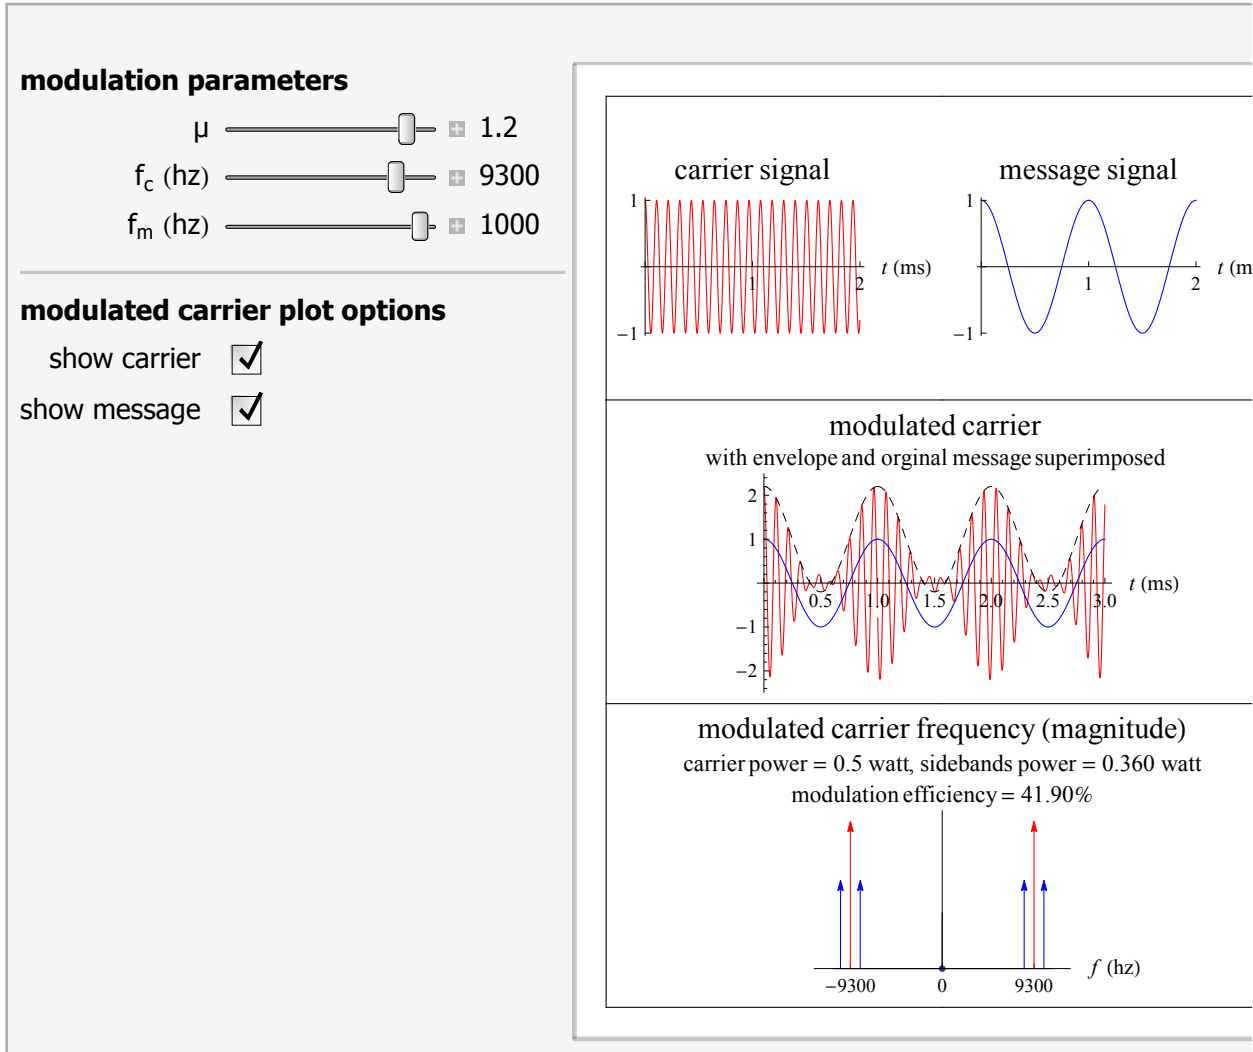 modulation parameters
μ 1.2
f_c (hz) 9300
f_m (hz) 1000
modulated carrier plot options
show carrier
show message
carrier signal
1
-1
1
2
t (ms)
message signal
1
-1
1
2
t (m
modulated carrier
with envelope and orginal message superimposed
2
1
-1
-2
0.5 1.0 1.5 2.0 2.5 3.0
t (ms)
modulated carrier frequency (magnitude)
carrier power = 0.5 watt, sidebands power = 0.360 watt
modulation efficiency = 41.90%
-9300 0 9300
f (hz)